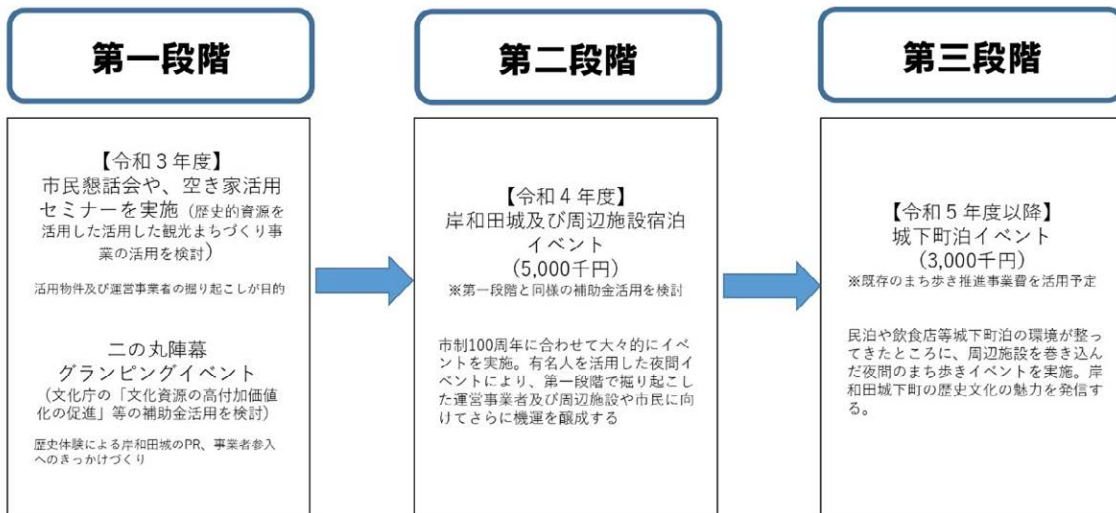 第一段階
【令和３年度】
市民懇話会や、空き家活用
セミナーを実施（歴史的資源を
活用した活用した観光まちづくり事
業の活用を検討）
活用物件及び運営事業者の掘り起こしが目的
二の丸陣幕
グランピングイベント
（文化庁の「文化資源の高付加価値
化の促進」等の補助金活用を検討）
歴史体験による岸和田城のPR、事業者参入
へのきっかけづくり
第二段階
【令和４年度】
岸和田城及び周辺施設宿泊
イベント
(5,000千円)
※第一段階と同様の補助金活用を検討
市制100周年に合わせて大々的にイベ
ントを実施。有名人を活用した夜間イ
ベントにより、第一段階で掘り起こし
た運営事業者及び周辺施設や市民に向
けてさらに機運を醸成する
第三段階
【令和５年度以降】
城下町泊イベント
(3,000千円)
※既存のまち歩き推進事業費を活用予定
民泊や飲食店等城下町泊の環境が整っ
てきたところに、周辺施設を巻き込ん
だ夜間のまち歩きイベントを実施。岸
和田城下町の歴史文化の魅力を発信す
る。